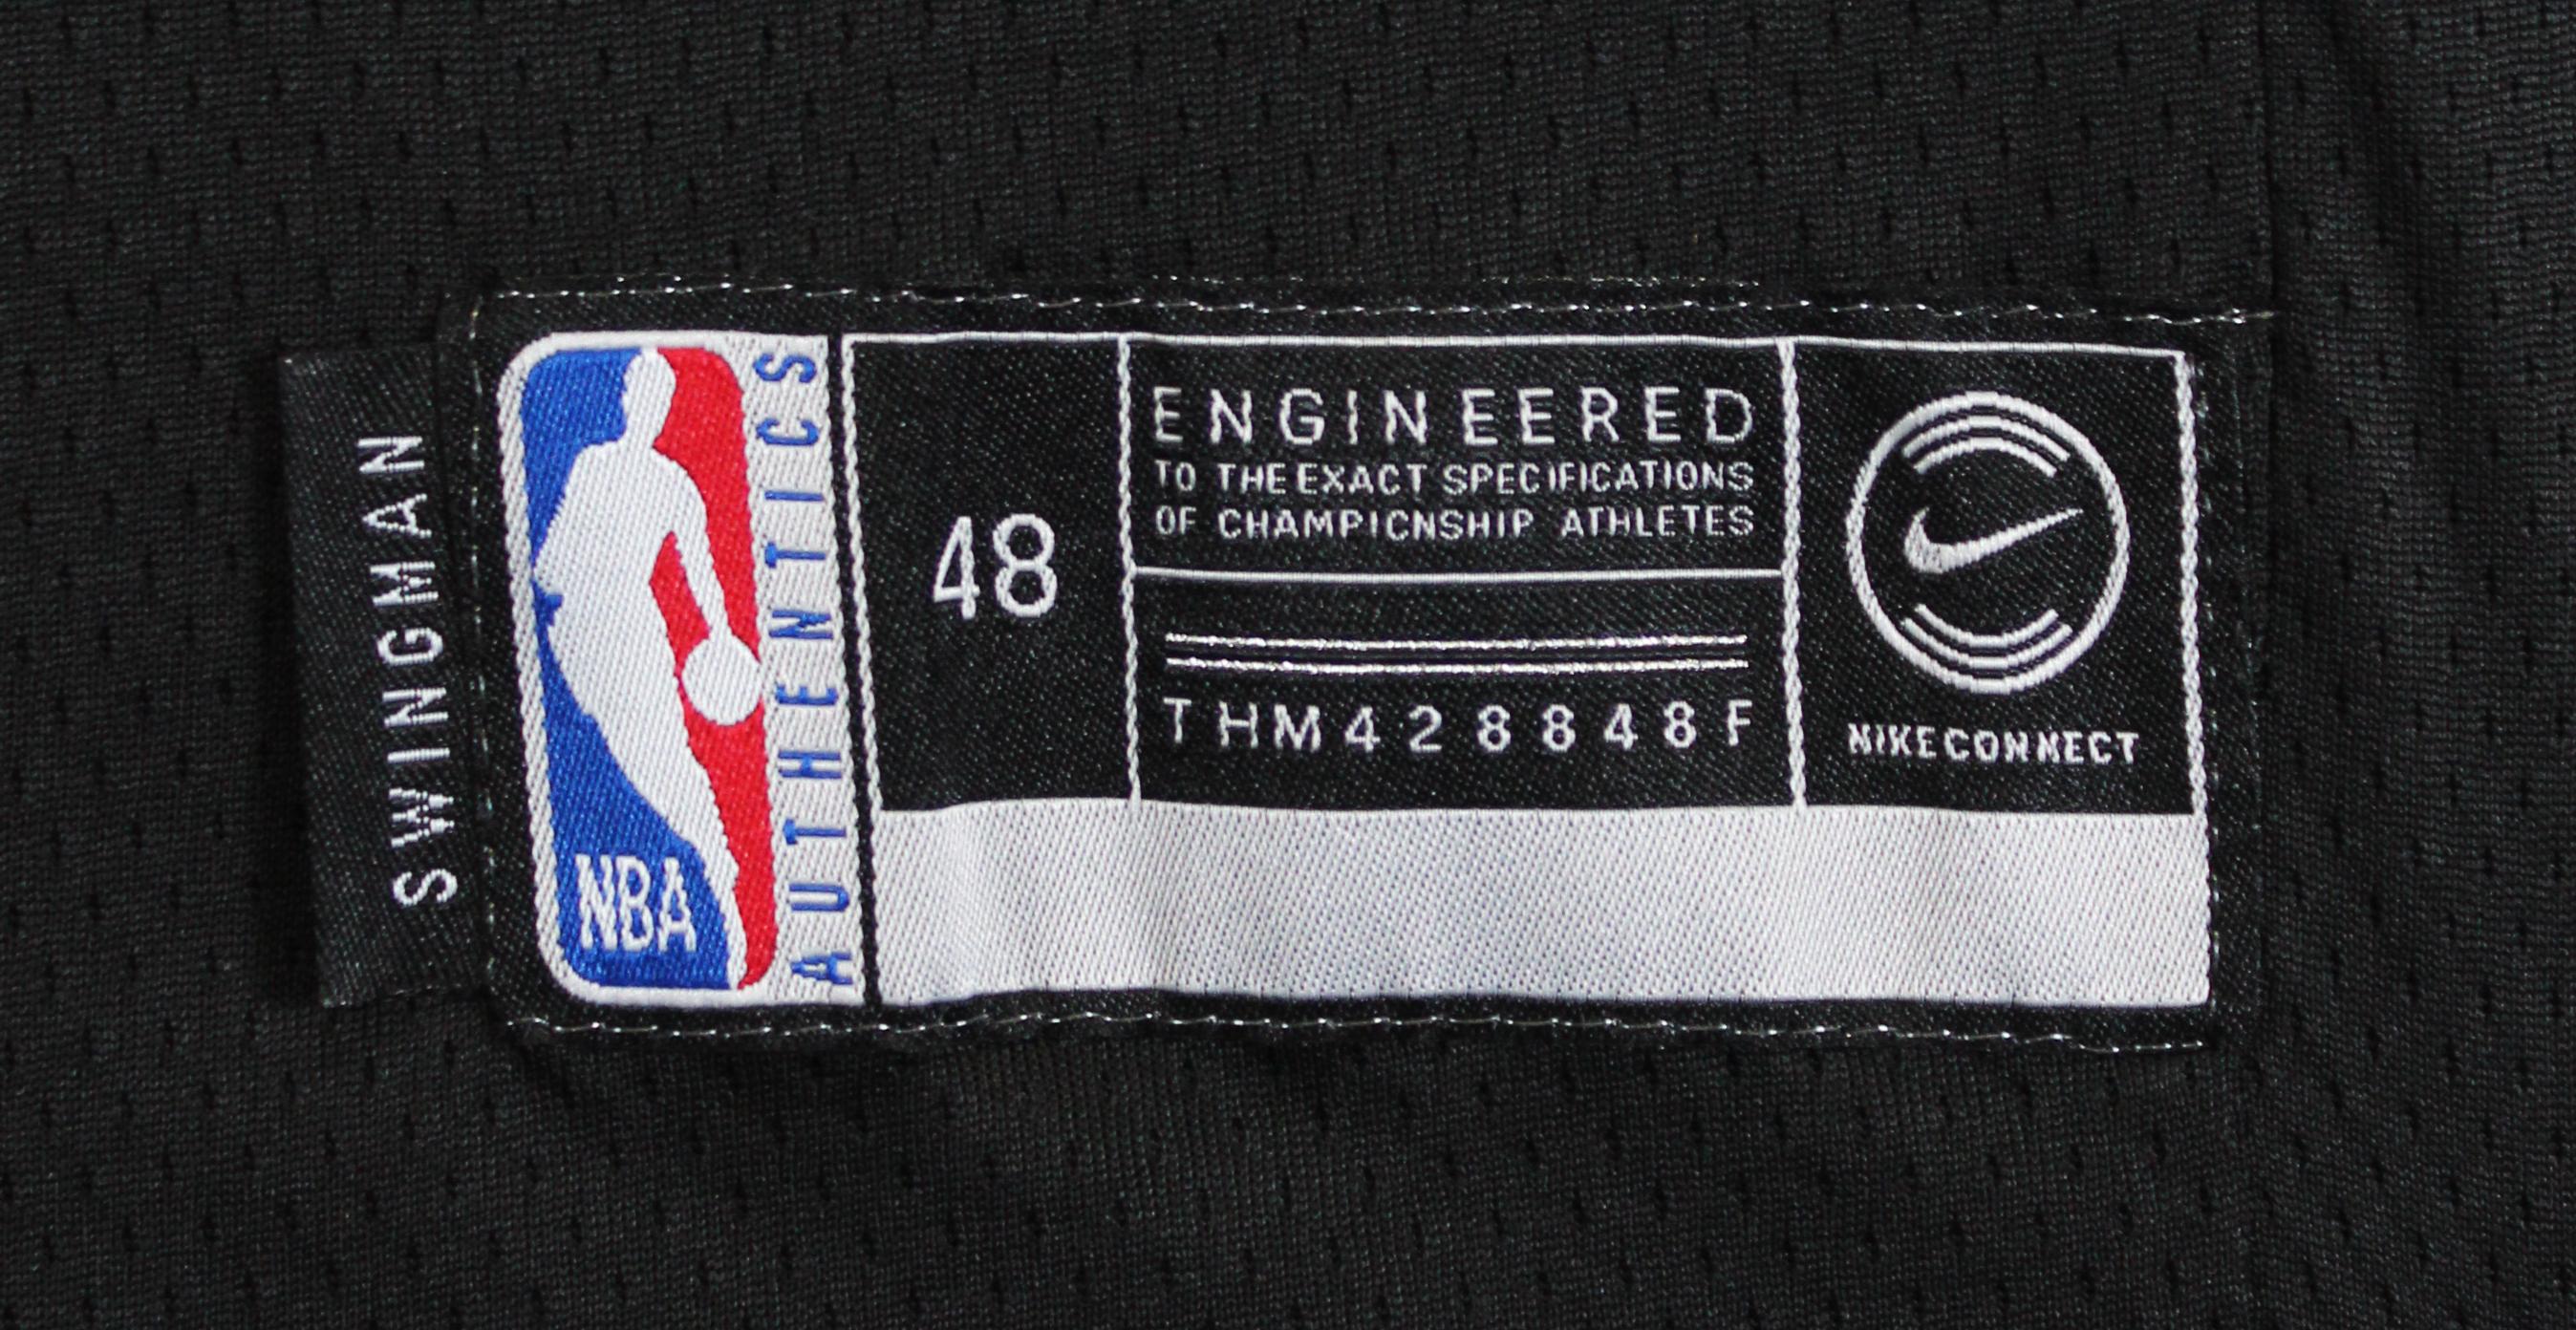 SWINGMAN
NBA
AUTHENTICS
48
ENGINEERED
TO THE EXACT SPECIFICATIONS
OF CHAMPICNSHIP ATHLETES
THM428848F
NIKECONNECT